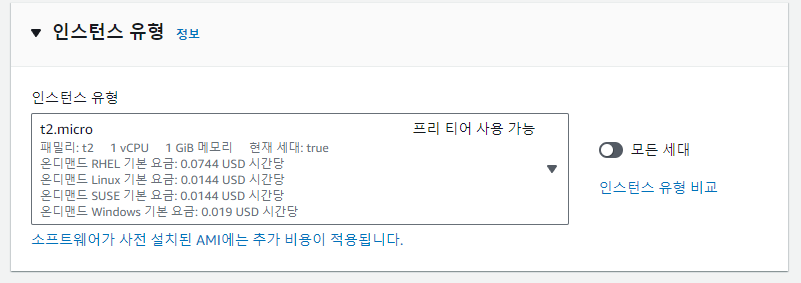 인스턴스 유형 정보
인스턴스 유형
t2.micro 프리 티어 사용 가능
패밀리: t2 1 vCPU 1 GiB 메모리 현재 세대: true
온디맨드 RHEL 기본 요금: 0.0744 USD 시간당
온디맨드 Linux 기본 요금: 0.0144 USD 시간당
온디맨드 SUSE 기본 요금: 0.0144 USD 시간당
온디맨드 Windows 기본 요금: 0.019 USD 시간당
모든 세대
인스턴스 유형 비교
소프트웨어가 사전 설치된 AMI에는 추가 비용이 적용됩니다.